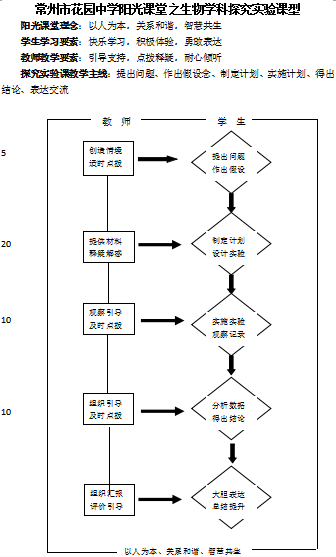 常州市花园中学阳光课堂之生物学科探究实验课型
阳光课堂理念：以人为本，关系和谐，智慧共生
学生学习要素：快乐学习，积极体验，勇敢表达
教师教学要素：引导支持，点拨释疑，耐心倾听
探究实验课教学主线：提出问题、作出假设念、制定计划、实施计划、得出
结论、表达交流
教 师 学 生
5
创造情境
适时点拨
提出问题
作出假设
20
提供材料
释疑解惑
制定计划
设计实验
10
观察引导
及时点拨
实施实验
观察记录
10
组织引导
及时点拨
分析数据
得出结论
组织汇报
评价引导
大胆表达
总结提升
以人为本、关系和谐、智慧共生